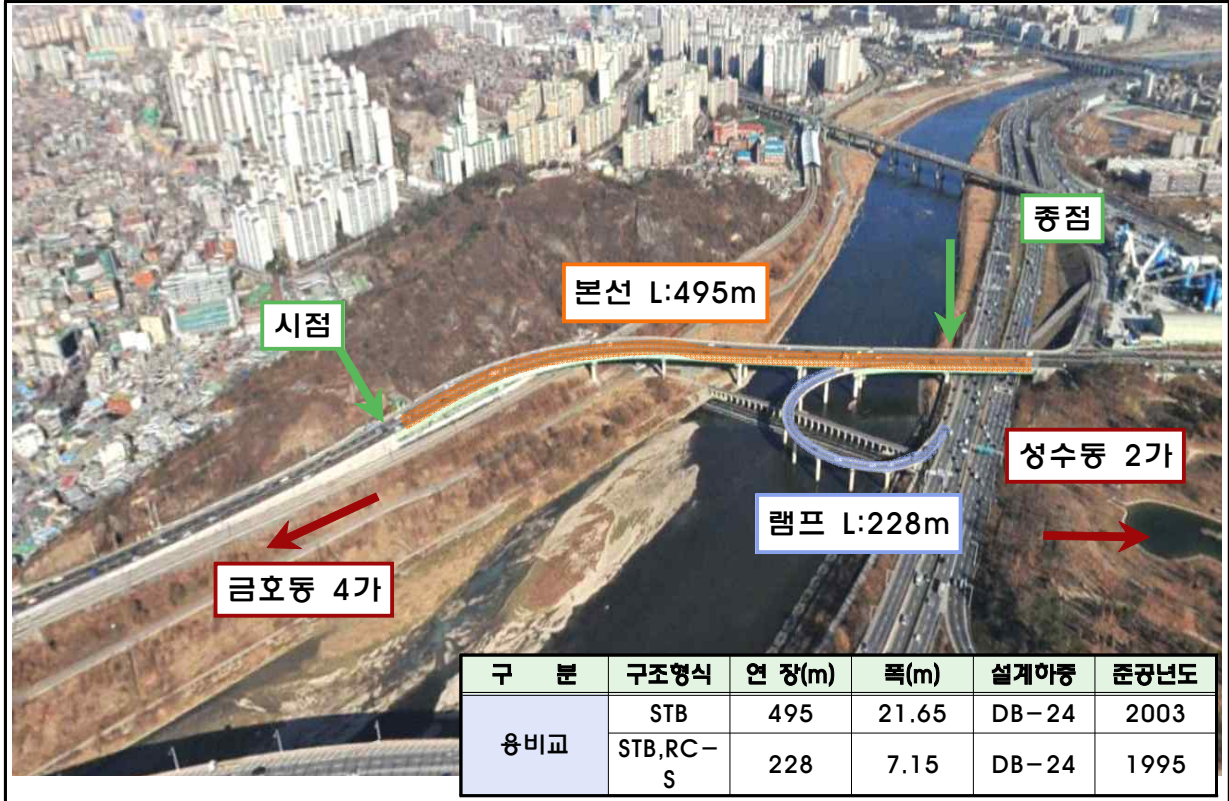 종점
본선 L:495m
시점
성수동 2가
램프 L:228m
금호동 4가
구 분 구조형식 연 장(m) 폭(m) 설계하중 준공년도
용비교 STB 495 21.65 DB-24 2003
STB,RC-
S 228 7.15 DB-24 1995